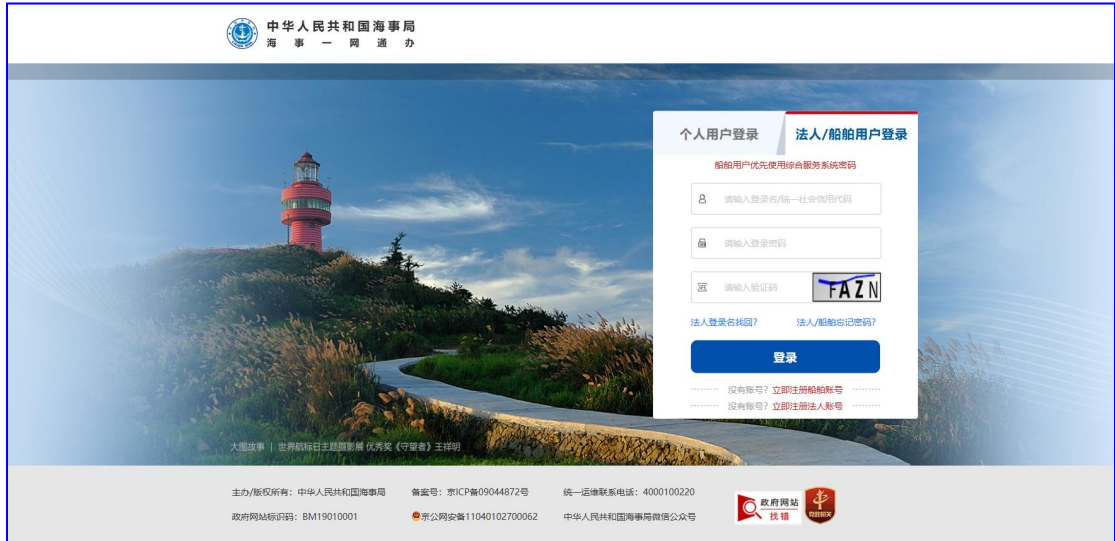 中华人民共和国海事局
海事一网通办
个人用户登录 法人/船舶用户登录
船舶用户优先使用综合服务系统密码
请输入登录名/统一社会信用代码
请输入登录密码
请输入验证码 FAZN
法人登录名找回? 法人/船舶忘记密码?
登录
没有账号? 立即注册船舶账号
没有账号? 立即注册法人账号
大图故事 | 世界航标日主题摄影展 优秀奖《守望者》王祥明
主办/版权所有：中华人民共和国海事局 备案号：京ICP备09044872号 统一运维联系电话：4000100220
政府网站标识码：BM19010001 京公网安备11040102700062 中华人民共和国海事局微信公众号
政府网站
找错
党政机关